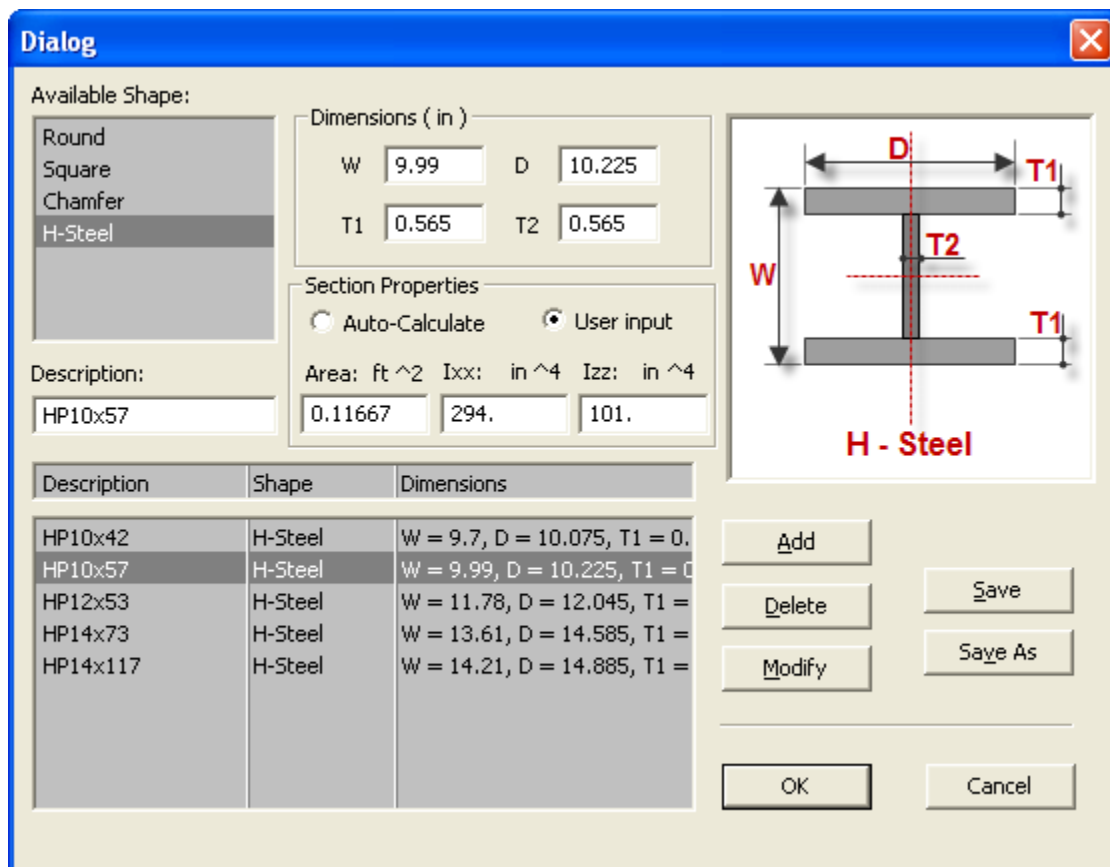 Dialog
Available Shape:
Round
Square
Chamfer
H-Steel
Dimensions ( in )
W 9.99 D 10.225
T1 0.565 T2 0.565
Section Properties
Auto-Calculate User input
Area: ft ^2 Ixx: in ^4 Izz: in ^4
0.11667 294. 101.
Description:
HP10x57
D
T1
W
T2
T1
H - Steel
Description Shape Dimensions
HP10x42 H-Steel W = 9.7, D = 10.075, T1 = 0.
HP10x57 H-Steel W = 9.99, D = 10.225, T1 =
HP12x53 H-Steel W = 11.78, D = 12.045, T1 =
HP14x73 H-Steel W = 13.61, D = 14.585, T1 =
HP14x117 H-Steel W = 14.21, D = 14.885, T1 =
Add
Delete
Modify
Save
Save As
OK
Cancel